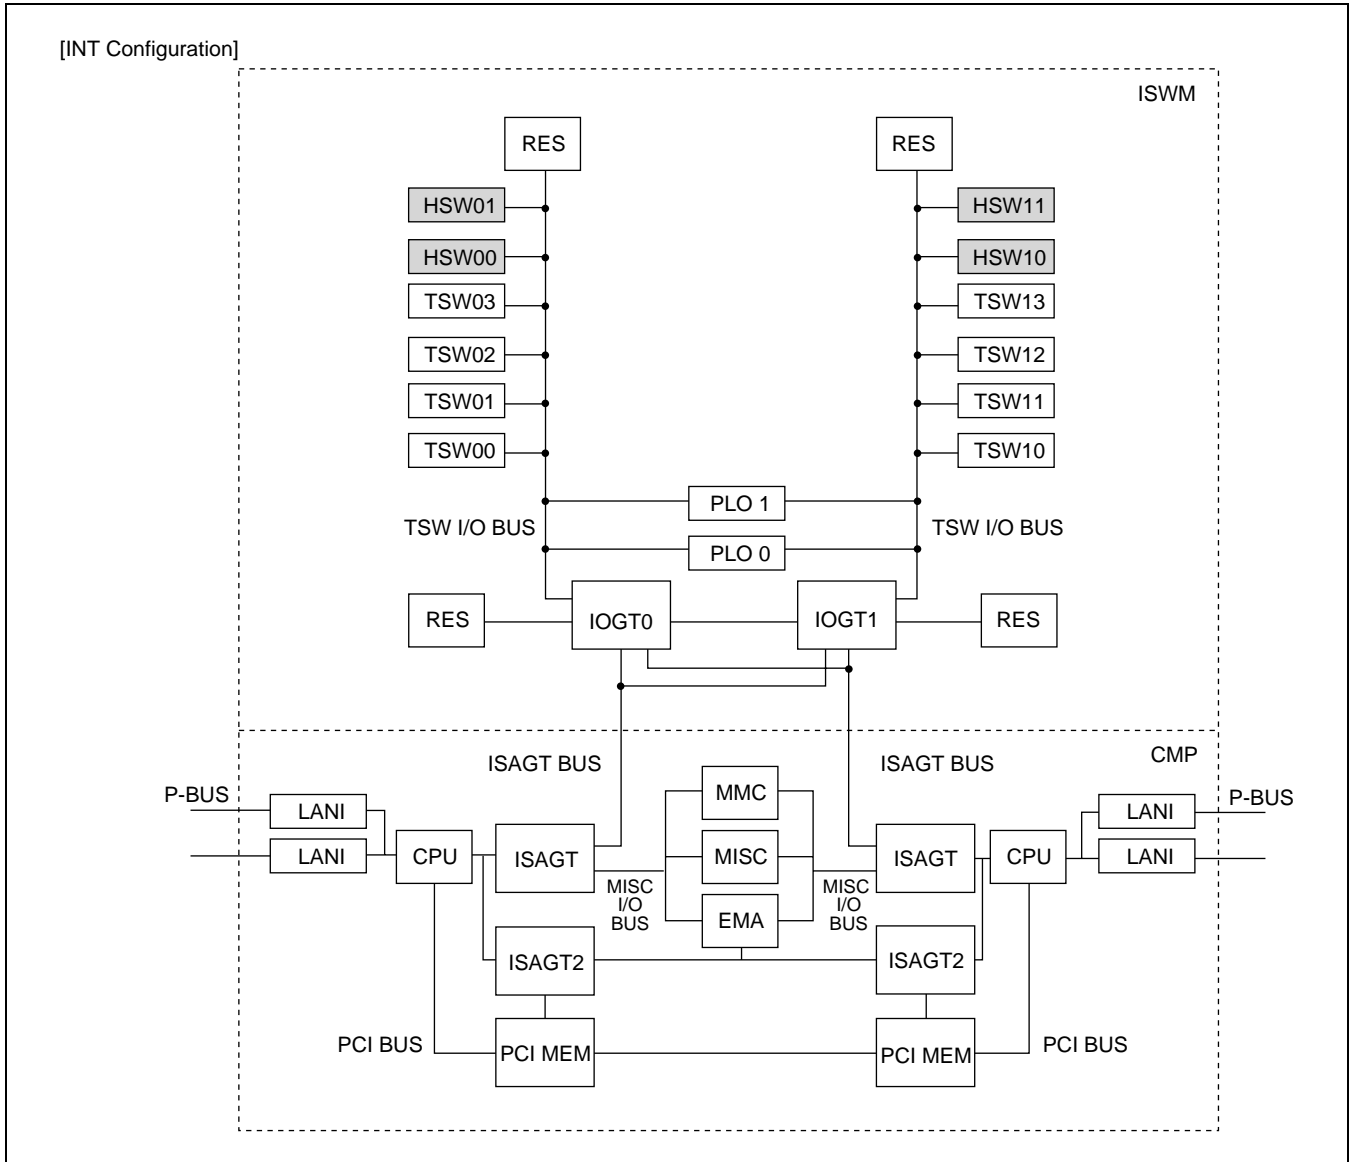 [INT Configuration]
ISWM
RES
RES
HSW01
HSW11
HSW00
HSW10
TSW03
TSW13
TSW02
TSW12
TSW01
TSW11
TSW00
TSW10
PLO 1
TSW I/O BUS
TSW I/O BUS
PLO 0
RES
IOGT0
IOGT1
RES
CMP
ISAGT BUS
ISAGT BUS
P-BUS
LANI
MMC
LANI
P-BUS
LANI
CPU
ISAGT
MISC
ISAGT
CPU
LANI
MISC
I/O
BUS
MISC
I/O
BUS
EMA
ISAGT2
ISAGT2
PCI BUS
PCI MEM
PCI MEM
PCI BUS